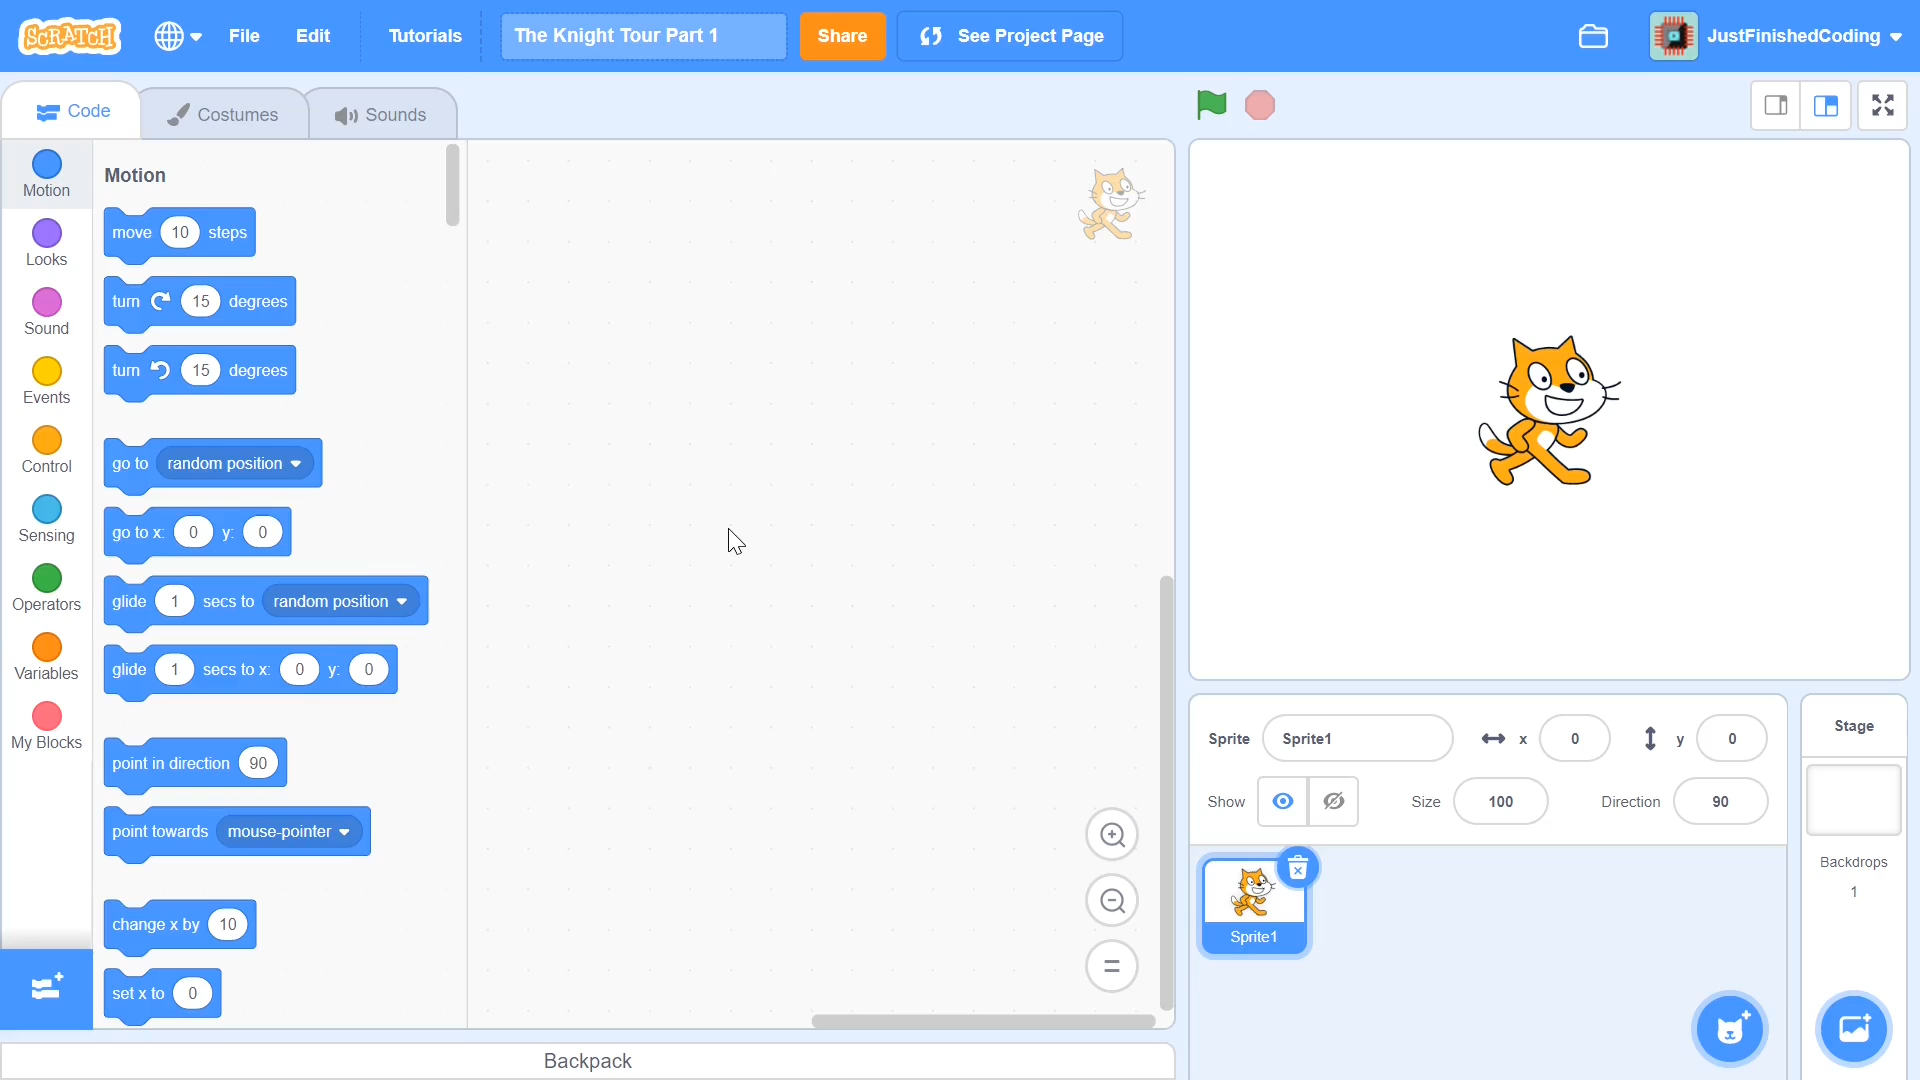 SCRATCH File Edit Tutorials The Knight Tour Part 1 Share See Project Page JustFinishedCoding
Code Costumes Sounds
Motion
Looks
Sound
Events
Control
Sensing
Operators
Variables
My Blocks
Motion
move 10 steps
turn 15 degrees
turn 15 degrees
go to random position
go to x: 0 y: 0
glide 1 secs to random position
glide 1 secs to x: 0 y: 0
point in direction 90
point towards mouse-pointer
change x by 10
set x to 0
Backpack
Sprite Sprite1 x 0 y 0
Show Size 100 Direction 90
Sprite1
Stage
Backdrops
1